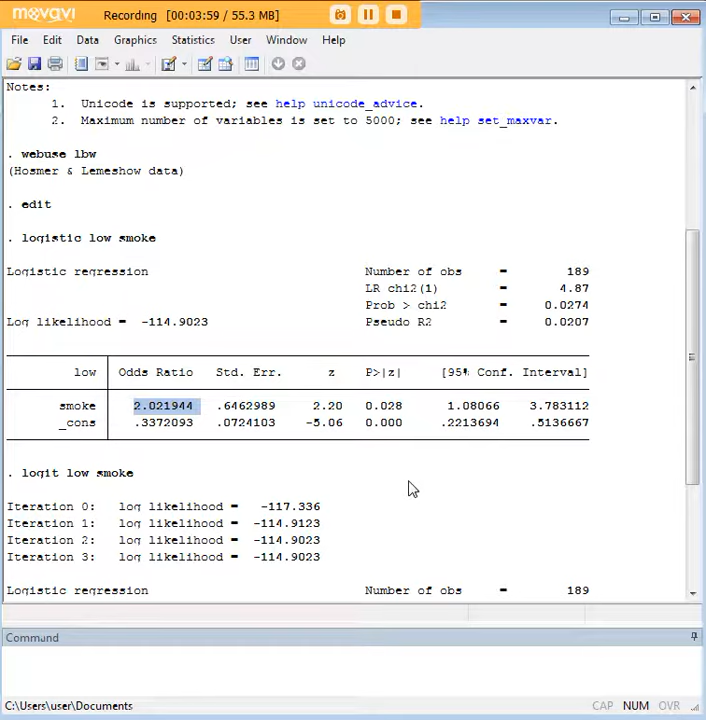 movavi Recording (00:03:59 / 55.3 MB)
File Edit Data Graphics Statistics User Window Help
Notes:
1. Unicode is supported; see help unicode_advice.
2. Maximum number of variables is set to 5000; see help set_maxvar.
. webuse lbw
(Hosmer & Lemeshow data)
. edit
. logistic low smoke
Logistic regression Number of obs = 189
LR chi2(1) = 4.87
Prob > chi2 = 0.0274
Log likelihood = -114.9023 Pseudo R2 = 0.0207
low Odds Ratio Std. Err. z P>|z| [95% Conf. Interval]
smoke 2.021944 .6462989 2.20 0.028 1.08066 3.783112
_cons .3372093 .0724103 -5.06 0.000 .2213694 .5136667
. logit low smoke
Iteration 0: log likelihood = -117.336
Iteration 1: log likelihood = -114.9123
Iteration 2: log likelihood = -114.9023
Iteration 3: log likelihood = -114.9023
Logistic regression Number of obs = 189
Command
C:\Users\user\Documents CAP NUM OVR